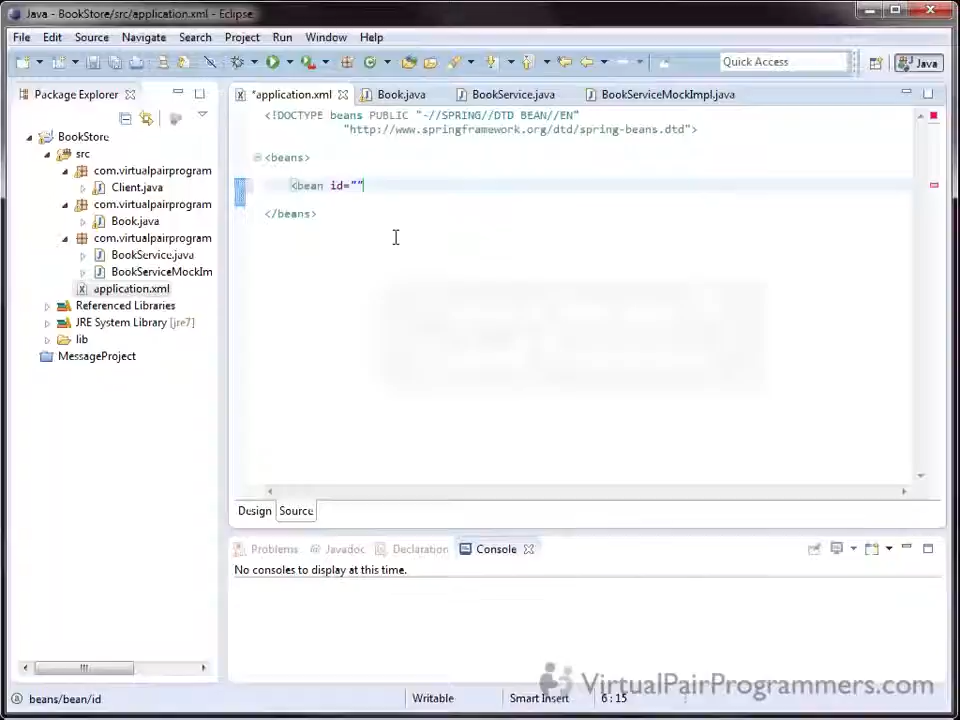 Java - BookStore/src/application.xml - Eclipse
File Edit Source Navigate Search Project Run Window Help
Quick Access
Java
Package Explorer
*application.xml
Book.java
BookService.java
BookServiceMockImpl.java
BookStore
src
com.virtualpairprogram
Client.java
com.virtualpairprogram
Book.java
com.virtualpairprogram
BookService.java
BookServiceMockIm
application.xml
Referenced Libraries
JRE System Library [jre7]
lib
MessageProject
<!DOCTYPE beans PUBLIC "-//SPRING//DTD BEAN//EN"
"http://www.springframework.org/dtd/spring-beans.dtd">
<beans>
<bean id=""
</beans>
Design Source
Problems Javadoc Declaration Console
No consoles to display at this time.
beans/bean/id
Writable
Smart Insert
6:15
VirtualPairProgrammers.com